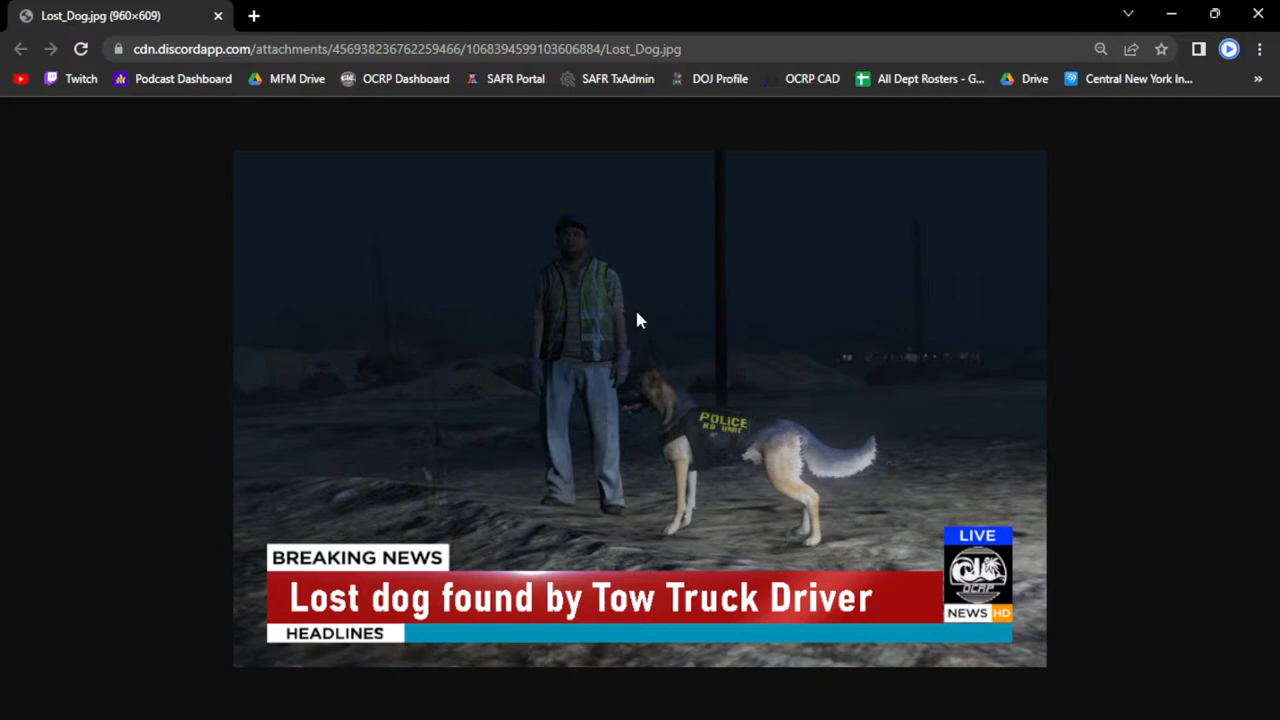 Lost_Dog.jpg (960×609)
cdn.discordapp.com/attachments/456938236762259466/1068394599103606884/Lost_Dog.jpg
Twitch
Podcast Dashboard
MFM Drive
OCRP Dashboard
SAFR Portal
SAFR TxAdmin
DOJ Profile
OCRP CAD
All Dept Rosters - G...
Drive
Central New York In...
POLICE
K9 UNIT
BREAKING NEWS
Lost dog found by Tow Truck Driver
HEADLINES
LIVE
OCRP
NEWS HD